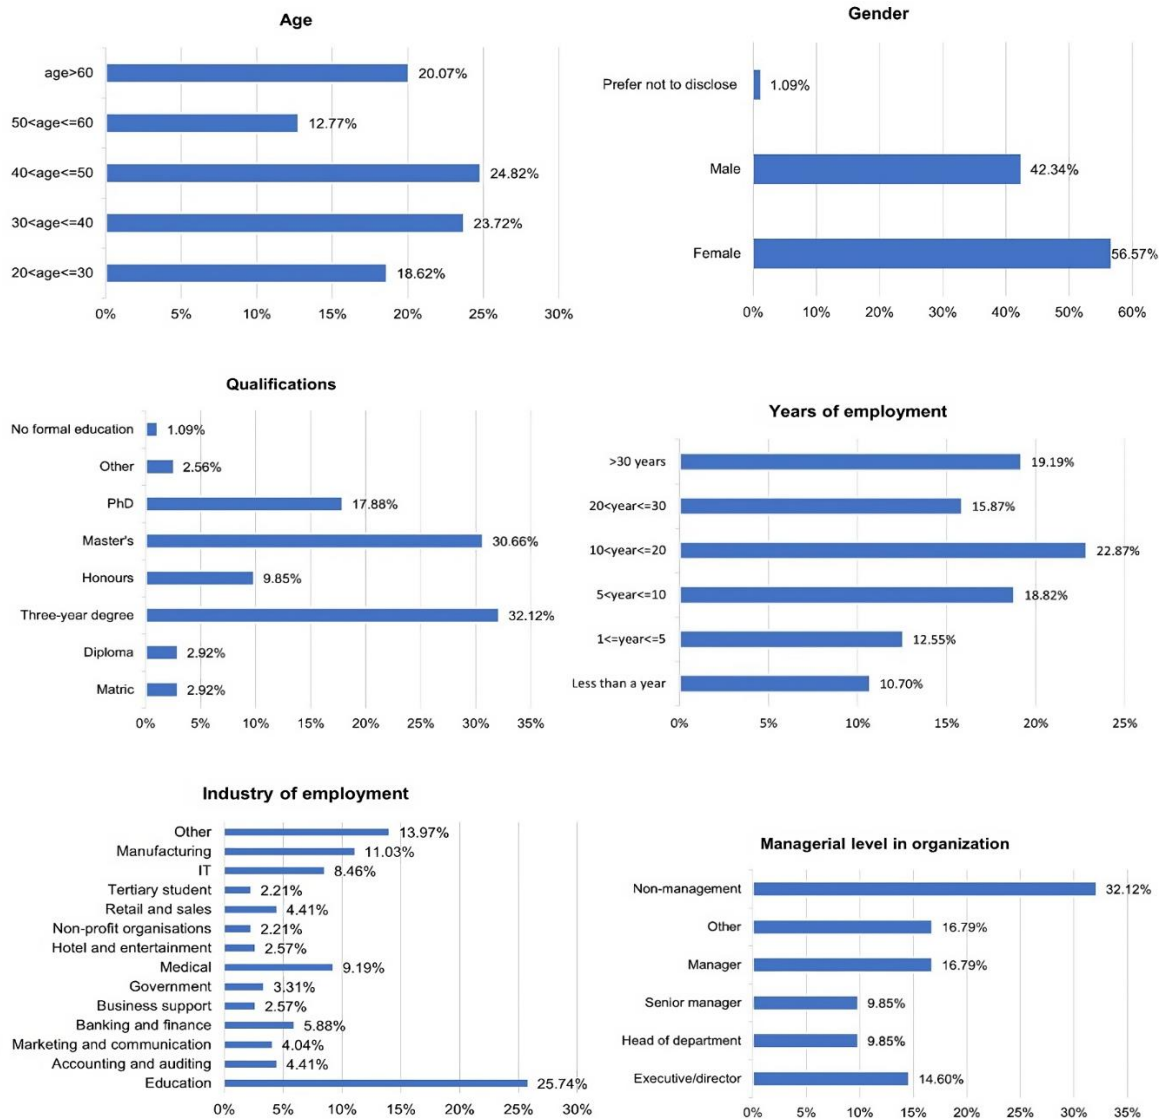 Age
age>60 20.07%
50<age<=60 12.77%
40<age<=50 24.82%
30<age<=40 23.72%
20<age<=30 18.62%
0% 5% 10% 15% 20% 25% 30%
Gender
Prefer not to disclose 1.09%
Male 42.34%
Female 56.57%
0% 10% 20% 30% 40% 50% 60%
Qualifications
No formal education 1.09%
Other 2.56%
PhD 17.88%
Master's 30.66%
Honours 9.85%
Three-year degree 32.12%
Diploma 2.92%
Matric 2.92%
0% 5% 10% 15% 20% 25% 30% 35%
Years of employment
>30 years 19.19%
20<year<=30 15.87%
10<year<=20 22.87%
5<year<=10 18.82%
1<=year<=5 12.55%
Less than a year 10.70%
0% 5% 10% 15% 20% 25%
Industry of employment
Other 13.97%
Manufacturing 11.03%
IT 8.46%
Tertiary student 2.21%
Retail and sales 4.41%
Non-profit organisations 2.21%
Hotel and entertainment 2.57%
Medical 9.19%
Government 3.31%
Business support 2.57%
Banking and finance 5.88%
Marketing and communication 4.04%
Accounting and auditing 4.41%
Education 25.74%
0% 5% 10% 15% 20% 25% 30%
Managerial level in organization
Non-management 32.12%
Other 16.79%
Manager 16.79%
Senior manager 9.85%
Head of department 9.85%
Executive/director 14.60%
0% 5% 10% 15% 20% 25% 30% 35%